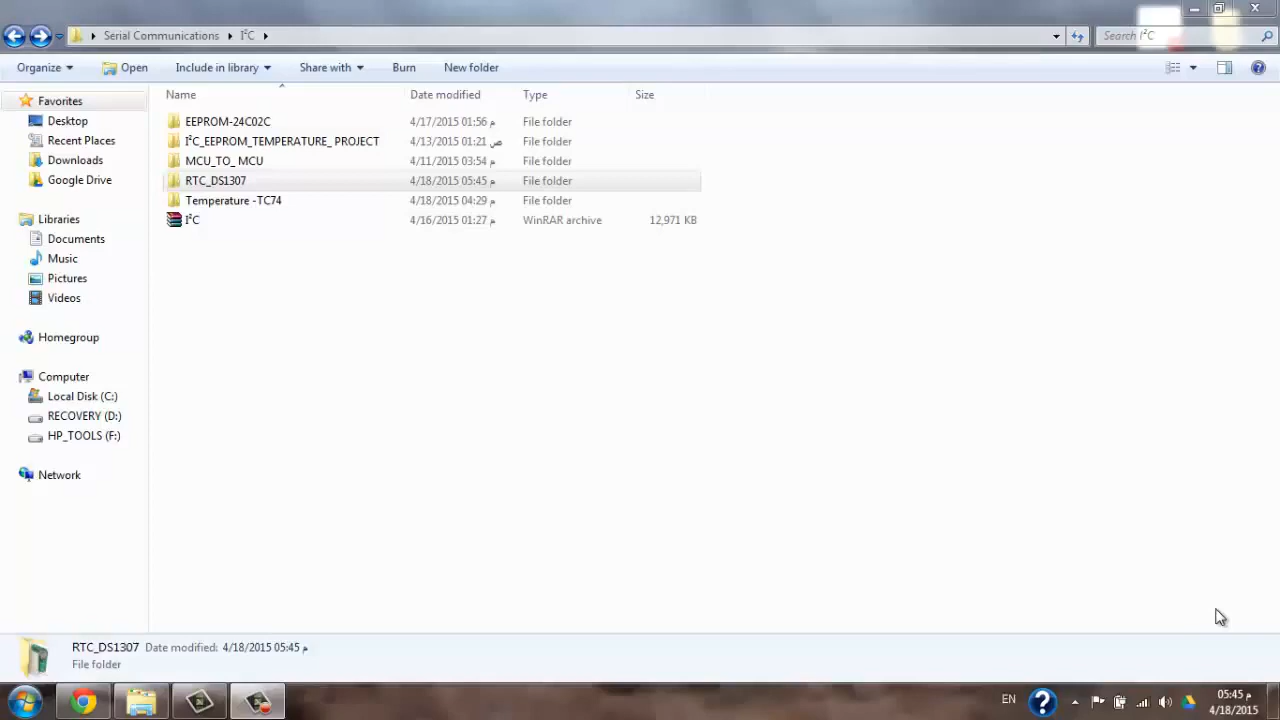 Serial Communications I²C
Search I²C
Organize Open Include in library Share with Burn New folder
Name Date modified Type Size
Favorites
Desktop
Recent Places
Downloads
Google Drive
Libraries
Documents
Music
Pictures
Videos
Homegroup
Computer
Local Disk (C:)
RECOVERY (D:)
HP_TOOLS (F:)
Network
EEPROM-24C02C 4/17/2015 01:56 م File folder
I²C_EEPROM_TEMPERATURE_ PROJECT 4/13/2015 01:21 ص File folder
MCU_TO_ MCU 4/11/2015 03:54 م File folder
RTC_DS1307 4/18/2015 05:45 م File folder
Temperature -TC74 4/18/2015 04:29 م File folder
I²C 4/16/2015 01:27 م WinRAR archive 12,971 KB
RTC_DS1307 Date modified: 4/18/2015 05:45 م
File folder
EN
05:45 م
4/18/2015